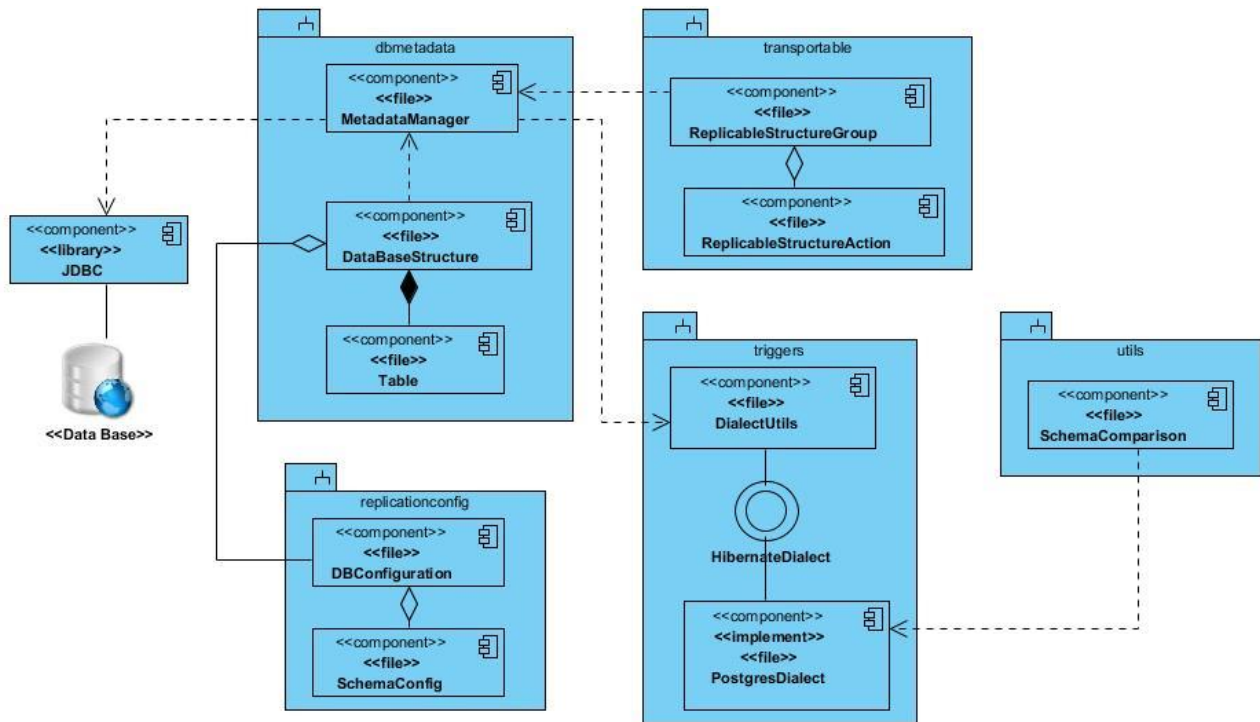 dbmetadata
<<component>>
<<file>>
MetadataManager
<<component>>
<<file>>
DataBaseStructure
<<component>>
<<file>>
Table
transportable
<<component>>
<<file>>
ReplicableStructureGroup
<<component>>
<<file>>
ReplicableStructureAction
<<component>>
<<library>>
JDBC
<<Data Base>>
replicationconfig
<<component>>
<<file>>
DBConfiguration
<<component>>
<<file>>
SchemaConfig
triggers
<<component>>
<<file>>
DialectUtils
HibernateDialect
<<component>>
<<implement>>
<<file>>
PostgresDialect
utils
<<component>>
<<file>>
SchemaComparison